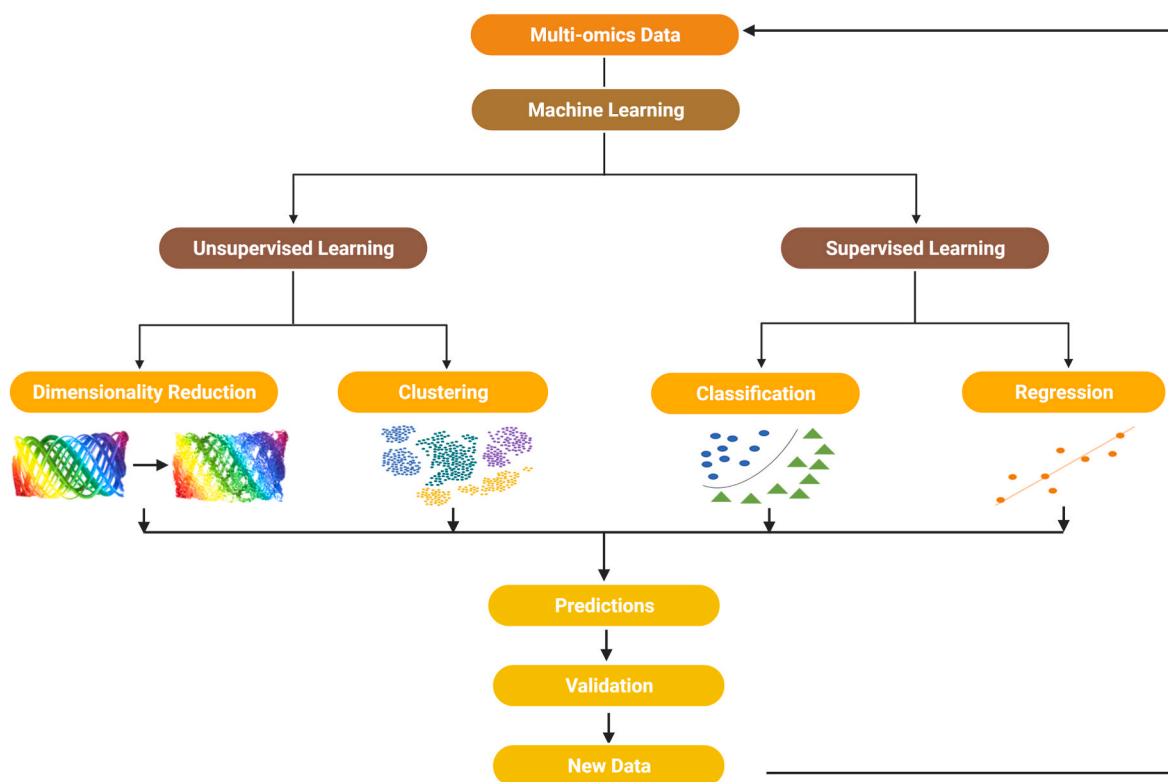 Multi-omics Data
Machine Learning
Unsupervised Learning
Supervised Learning
Dimensionality Reduction
Clustering
Classification
Regression
Predictions
Validation
New Data